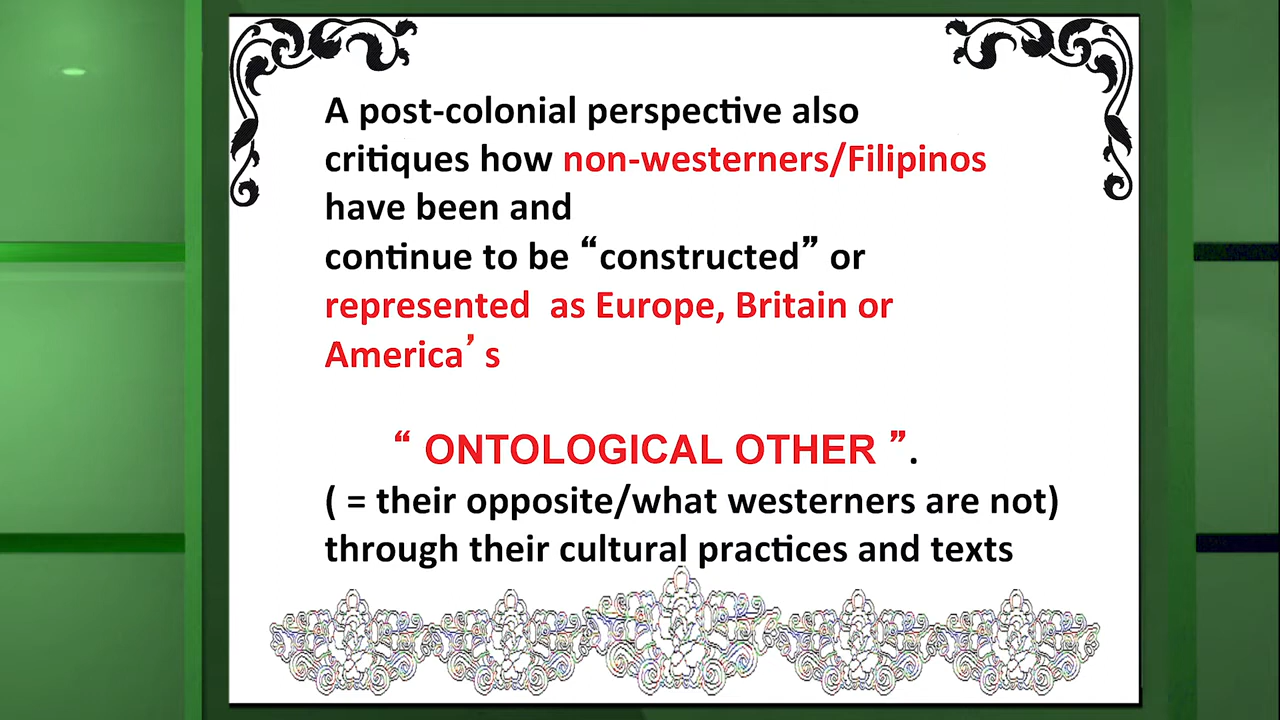 A post-colonial perspective also
critiques how non-westerners/Filipinos
have been and
continue to be “constructed” or
represented  as Europe, Britain or
America’ s
“ ONTOLOGICAL OTHER ”.
( = their opposite/what westerners are not)
through their cultural practices and texts